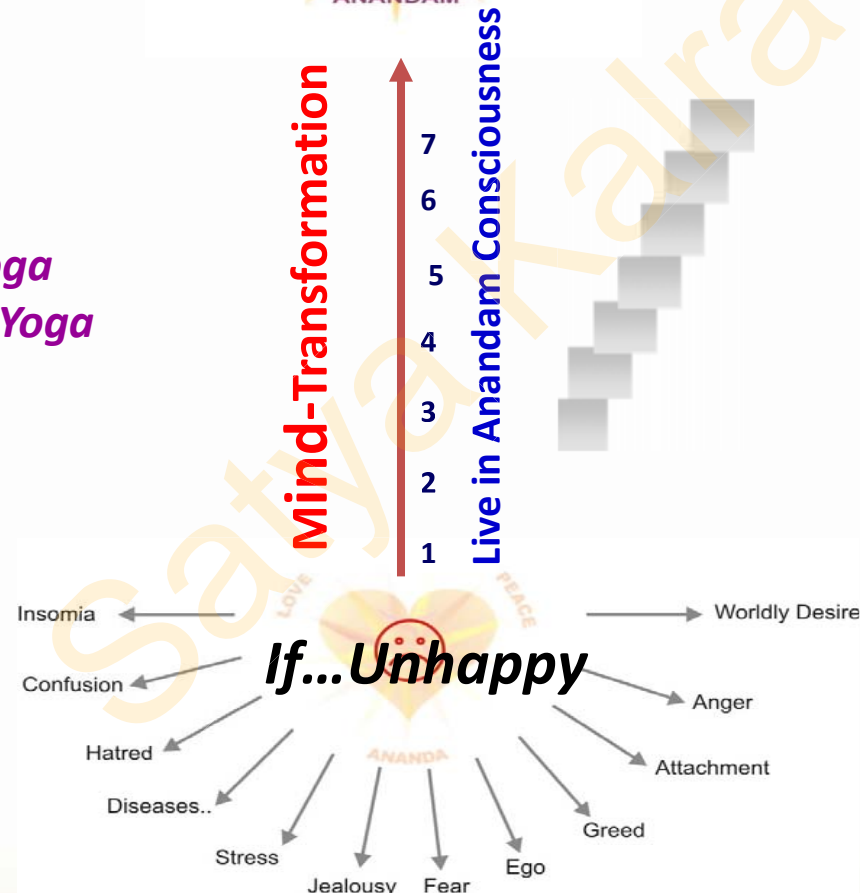 ANANDAM
Mind-Transformation
Live in Anandam Consciousness
7
6
5
4
3
2
1
oga
Yoga
Satya Kalra
LOVE
PEACE
ANANDA
If...Unhappy
Insomia
Confusion
Hatred
Diseases..
Stress
Jealousy
Fear
Ego
Greed
Attachment
Anger
Worldly Desire